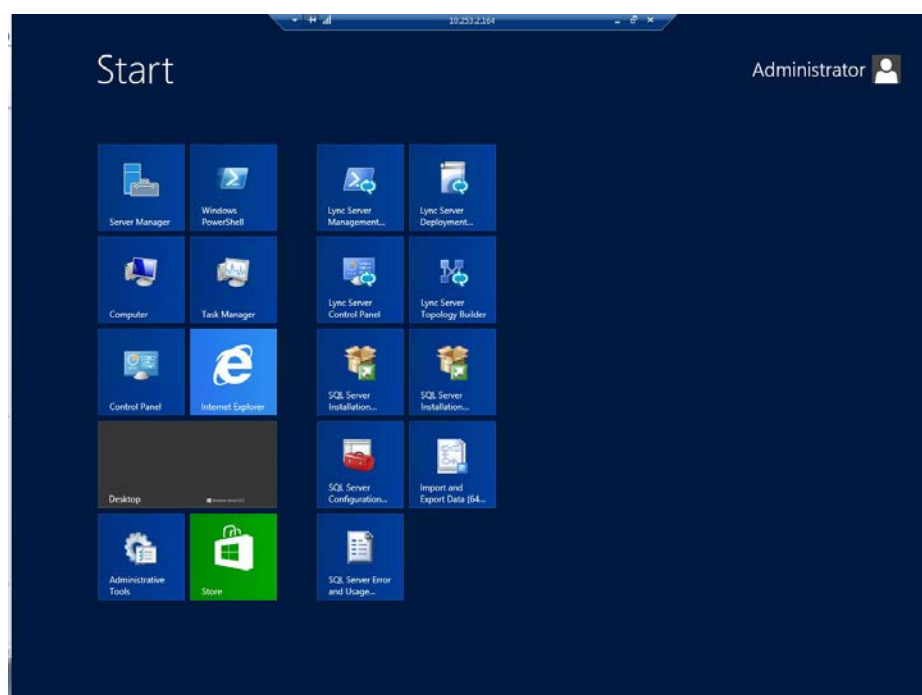 10.253.2.164
Start
Administrator
Server Manager
Windows
PowerShell
Lync Server
Management...
Lync Server
Deployment...
Computer
Task Manager
Lync Server
Control Panel
Lync Server
Topology Builder
Control Panel
Internet Explorer
SQL Server
Installation...
SQL Server
Installation...
Desktop
SQL Server
Configuration...
Import and
Export Data (64...
Administrative
Tools
Store
SQL Server Error
and Usage...